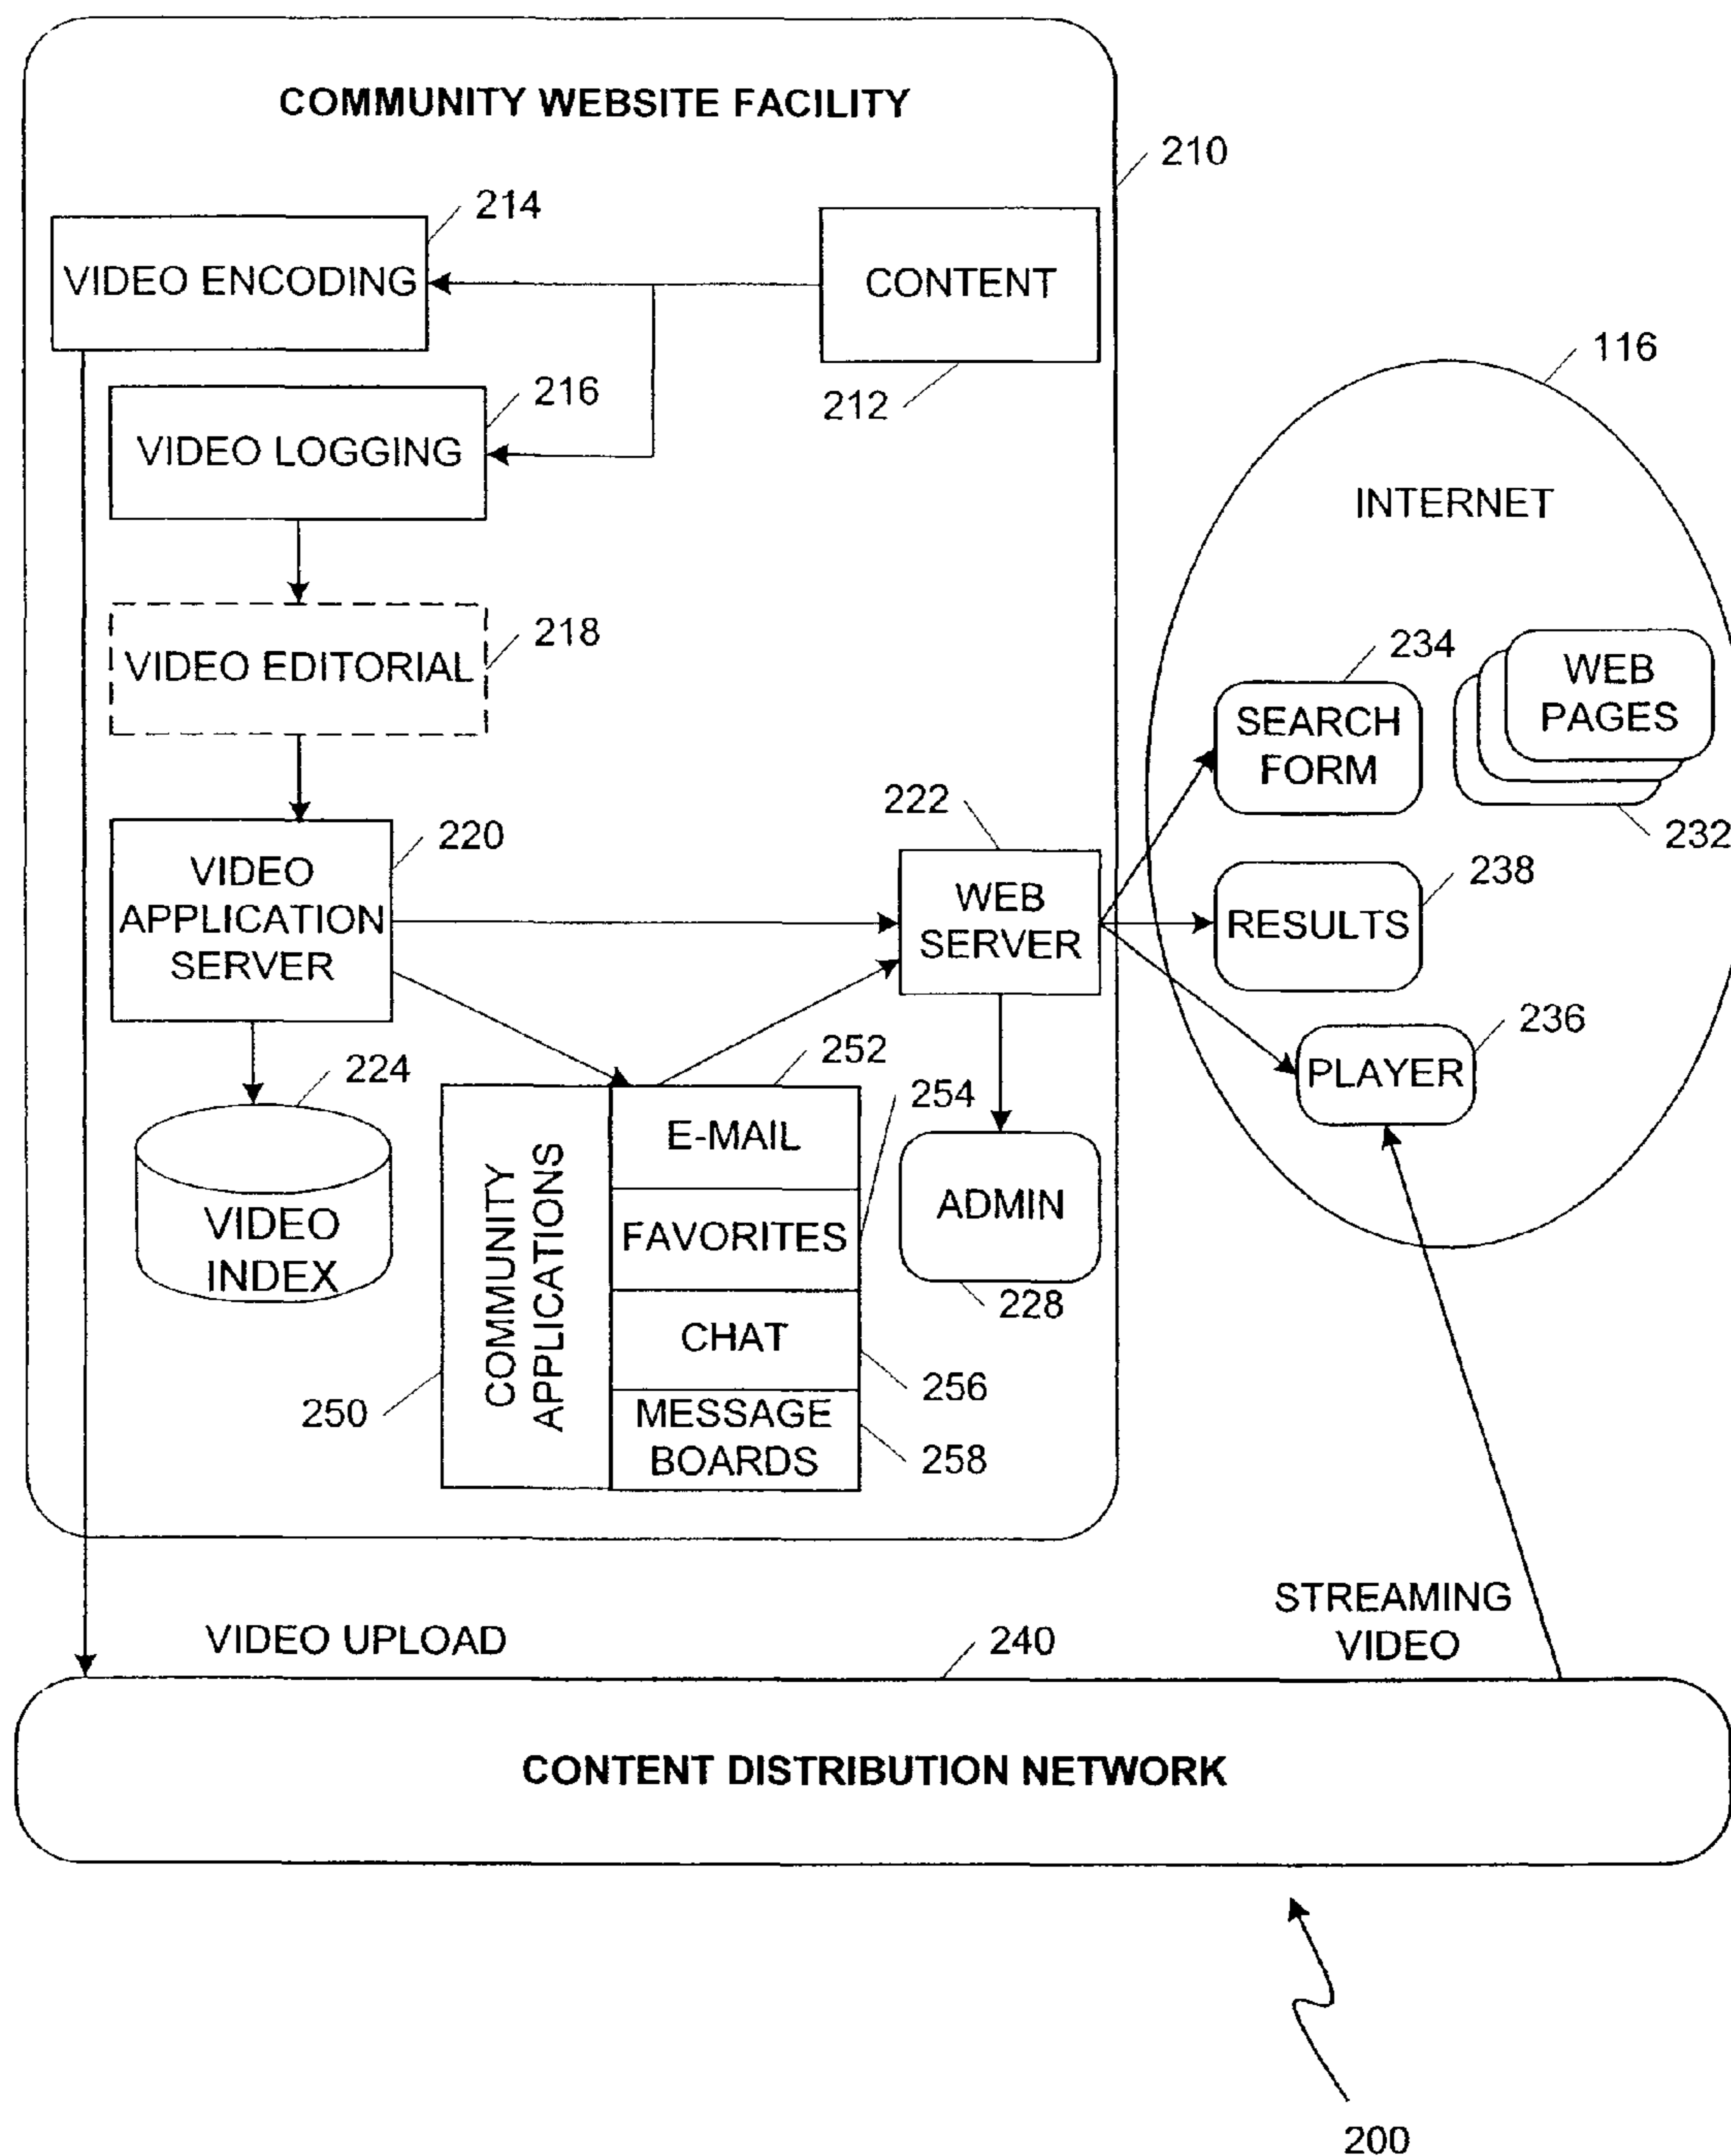 COMMUNITY WEBSITE FACILITY
210
214
VIDEO ENCODING
CONTENT
212
216
VIDEO LOGGING
116
INTERNET
218
VIDEO EDITORIAL
234
SEARCH
FORM
WEB
PAGES
232
220
VIDEO
APPLICATION
SERVER
222
WEB
SERVER
238
RESULTS
236
PLAYER
224
VIDEO
INDEX
COMMUNITY
APPLICATIONS
250
252
E-MAIL
254
FAVORITES
CHAT
256
MESSAGE
BOARDS
258
ADMIN
228
VIDEO UPLOAD
240
STREAMING
VIDEO
CONTENT DISTRIBUTION NETWORK
200